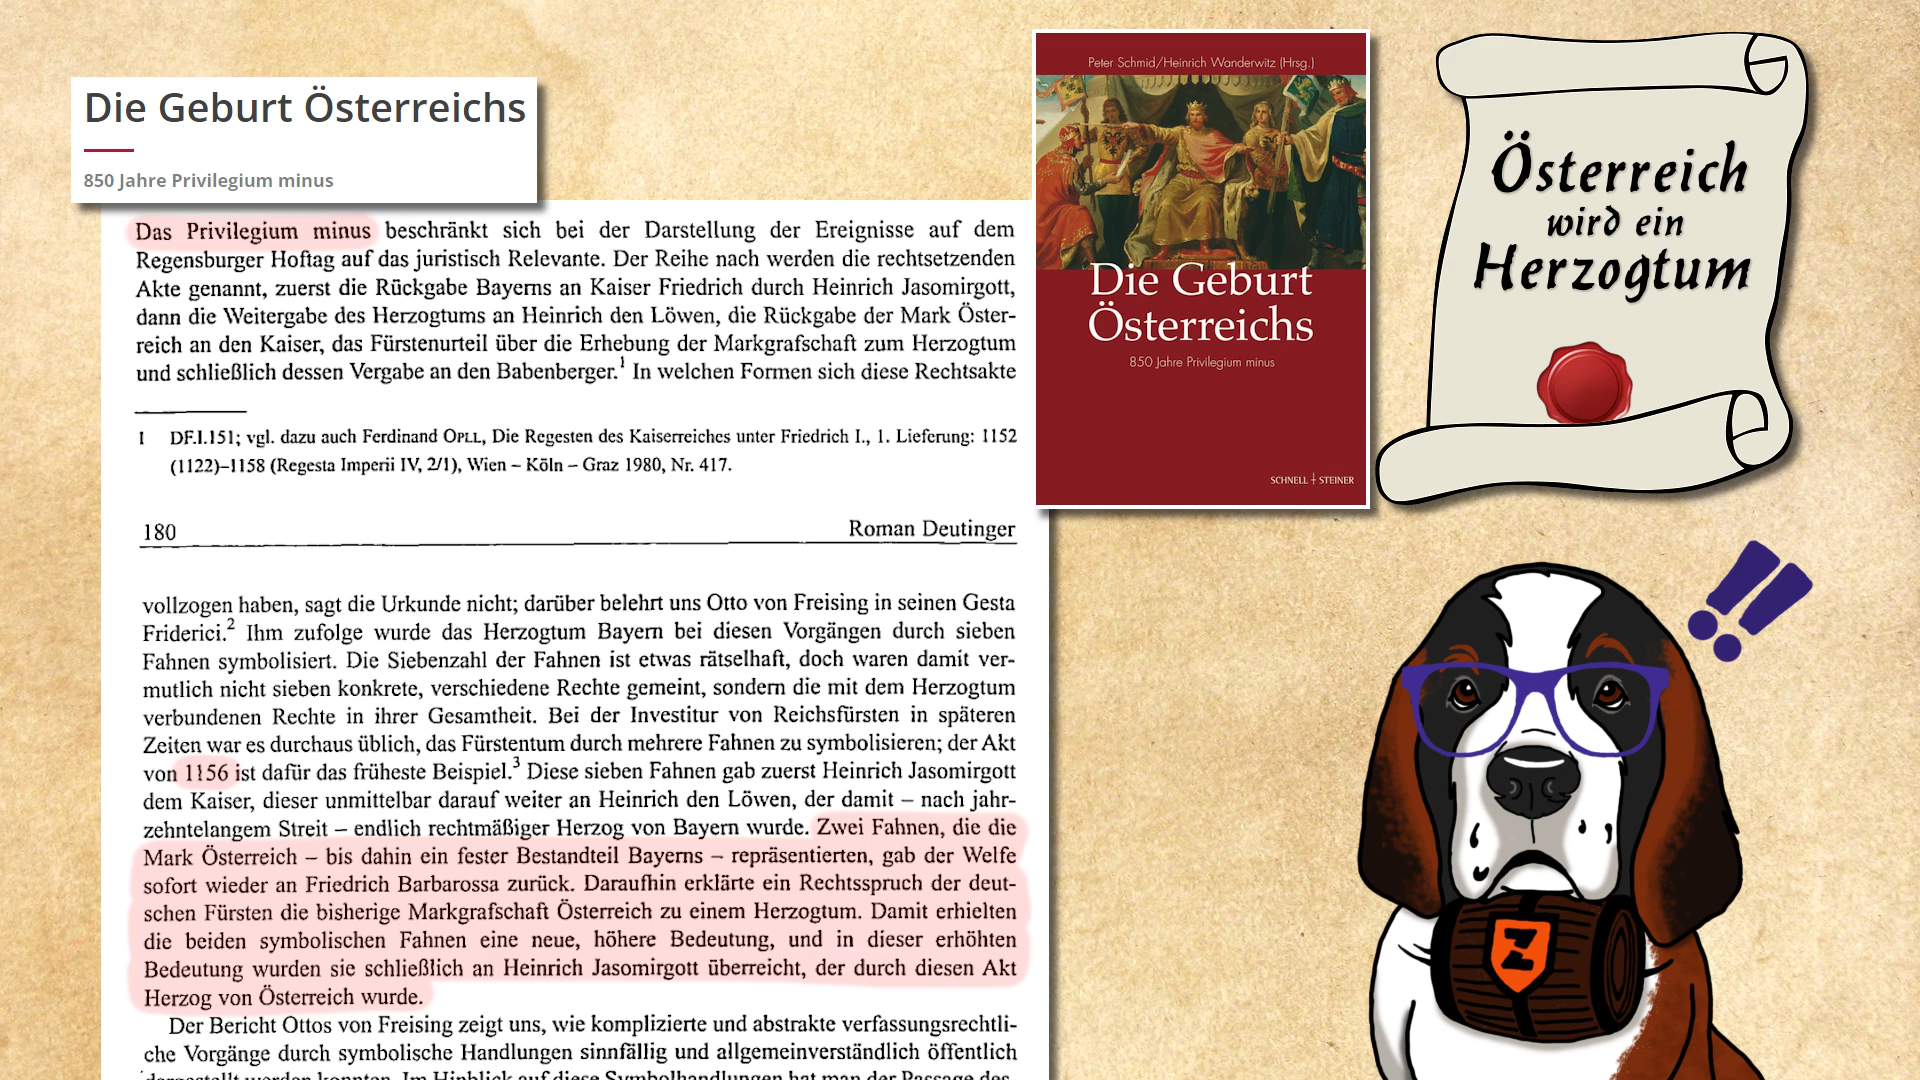 Die Geburt Österreichs
850 Jahre Privilegium minus
Das Privilegium minus beschränkt sich bei der Darstellung der Ereignisse auf dem
Regensburger Hoftag auf das juristisch Relevante. Der Reihe nach werden die rechtsetzenden
Akte genannt, zuerst die Rückgabe Bayerns an Kaiser Friedrich durch Heinrich Jasomirgott,
dann die Weitergabe des Herzogtums an Heinrich den Löwen, die Rückgabe der Mark Öster-
reich an den Kaiser, das Fürstenurteil über die Erhebung der Markgrafschaft zum Herzogtum
und schließlich dessen Vergabe an den Babenberger.¹ In welchen Formen sich diese Rechtsakte
1 DF.I.151; vgl. dazu auch Ferdinand OPLL, Die Regesten des Kaiserreiches unter Friedrich I., 1. Lieferung: 1152
(1122)–1158 (Regesta Imperii IV, 2/1), Wien – Köln – Graz 1980, Nr. 417.
180 Roman Deutinger
vollzogen haben, sagt die Urkunde nicht; darüber belehrt uns Otto von Freising in seinen Gesta
Friderici.² Ihm zufolge wurde das Herzogtum Bayern bei diesen Vorgängen durch sieben
Fahnen symbolisiert. Die Siebenzahl der Fahnen ist etwas rätselhaft, doch waren damit ver-
mutlich nicht sieben konkrete, verschiedene Rechte gemeint, sondern die mit dem Herzogtum
verbundenen Rechte in ihrer Gesamtheit. Bei der Investitur von Reichsfürsten in späteren
Zeiten war es durchaus üblich, das Fürstentum durch mehrere Fahnen zu symbolisieren; der Akt
von 1156 ist dafür das früheste Beispiel.³ Diese sieben Fahnen gab zuerst Heinrich Jasomirgott
dem Kaiser, dieser unmittelbar darauf weiter an Heinrich den Löwen, der damit – nach jahr-
zehntelangem Streit – endlich rechtmäßiger Herzog von Bayern wurde. Zwei Fahnen, die die
Mark Österreich – bis dahin ein fester Bestandteil Bayerns – repräsentierten, gab der Welfe
sofort wieder an Friedrich Barbarossa zurück. Daraufhin erklärte ein Rechtsspruch der deut-
schen Fürsten die bisherige Markgrafschaft Österreich zu einem Herzogtum. Damit erhielten
die beiden symbolischen Fahnen eine neue, höhere Bedeutung, und in dieser erhöhten
Bedeutung wurden sie schließlich an Heinrich Jasomirgott überreicht, der durch diesen Akt
Herzog von Österreich wurde.
Der Bericht Ottos von Freising zeigt uns, wie komplizierte und abstrakte verfassungsrechtli-
che Vorgänge durch symbolische Handlungen sinnfällig und allgemeinverständlich öffentlich
dargestellt werden konnten. Im Hinblick auf diese Symbolhandlungen hat man der Passage des-
Peter Schmid/Heinrich Wanderwitz (Hrsg.)
Die Geburt
Österreichs
850 Jahre Privilegium minus
SCHNELL STEINER
Österreich
wird ein
Herzogtum
!!
Z